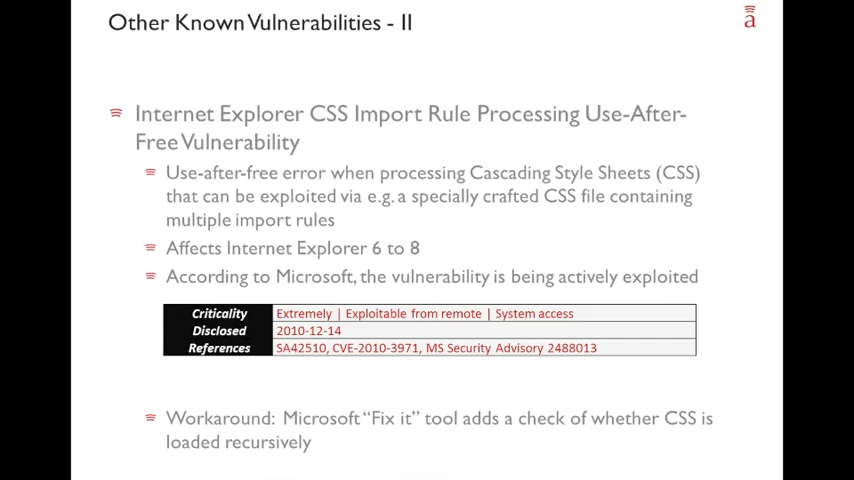 Other Known Vulnerabilities - II
a
Internet Explorer CSS Import Rule Processing Use-After-
Free Vulnerability
Use-after-free error when processing Cascading Style Sheets (CSS)
that can be exploited via e.g. a specially crafted CSS file containing
multiple import rules
Affects Internet Explorer 6 to 8
According to Microsoft, the vulnerability is being actively exploited
Criticality Extremely | Exploitable from remote | System access
Disclosed 2010-12-14
References SA42510, CVE-2010-3971, MS Security Advisory 2488013
Workaround: Microsoft “Fix it” tool adds a check of whether CSS is
loaded recursively